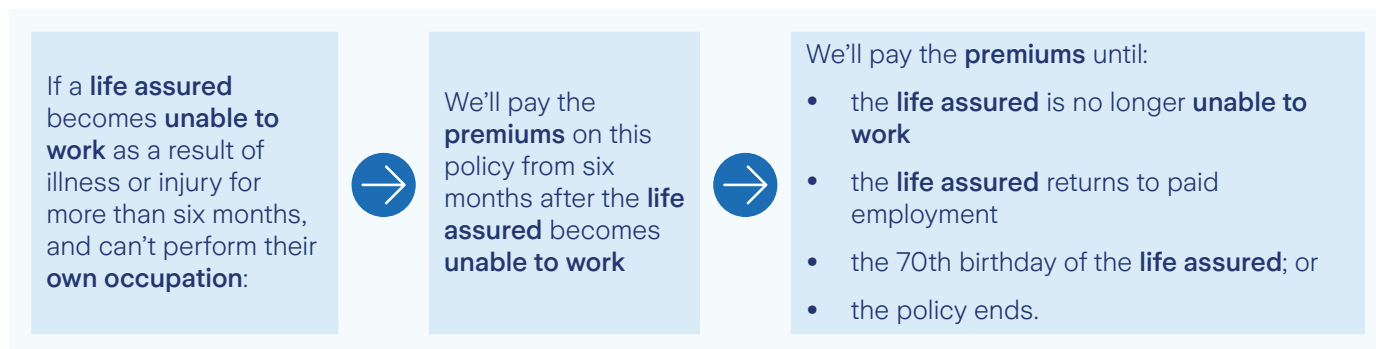 If a life assured
becomes unable to
work as a result of
illness or injury for
more than six months,
and can’t perform their
own occupation:
We’ll pay the
premiums on this
policy from six
months after the life
assured becomes
unable to work
We’ll pay the premiums until:
• the life assured is no longer unable to
work
• the life assured returns to paid
employment
• the 70th birthday of the life assured; or
• the policy ends.